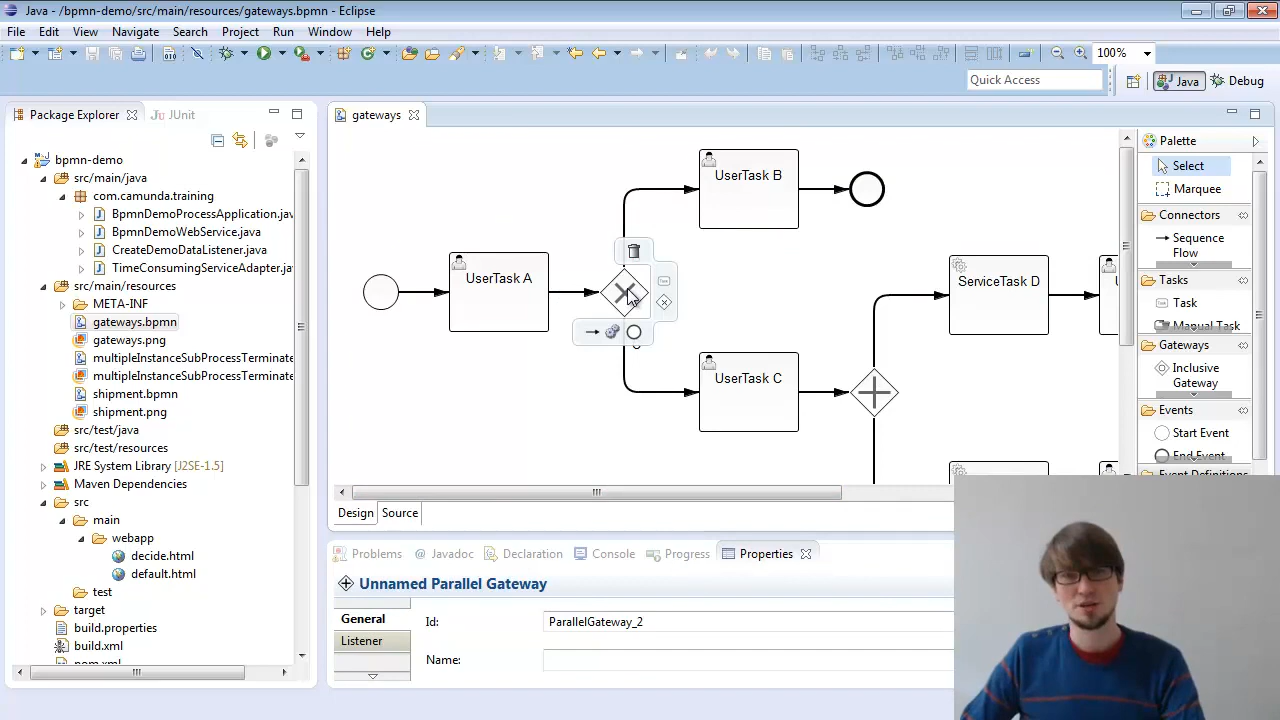 Java - /bpmn-demo/src/main/resources/gateways.bpmn - Eclipse
File Edit View Navigate Search Project Run Window Help
100%
Quick Access
Java
Debug
Package Explorer
JUnit
bpmn-demo
src/main/java
com.camunda.training
BpmnDemoProcessApplication.jav
BpmnDemoWebService.java
CreateDemoDataListener.java
TimeConsumingServiceAdapter.ja
src/main/resources
META-INF
gateways.bpmn
gateways.png
multipleInstanceSubProcessTerminate
multipleInstanceSubProcessTerminate
shipment.bpmn
shipment.png
src/test/java
src/test/resources
JRE System Library [J2SE-1.5]
Maven Dependencies
src
main
webapp
decide.html
default.html
test
target
build.properties
build.xml
pom.xml
gateways
UserTask B
UserTask A
ServiceTask D
UserTask C
Design
Source
Palette
Select
Marquee
Connectors
Sequence
Flow
Tasks
Task
Manual Task
Gateways
Inclusive
Gateway
Events
Start Event
End Event
Event Definitions
Problems
Javadoc
Declaration
Console
Progress
Properties
Unnamed Parallel Gateway
General
Listener
Id:
ParallelGateway_2
Name: